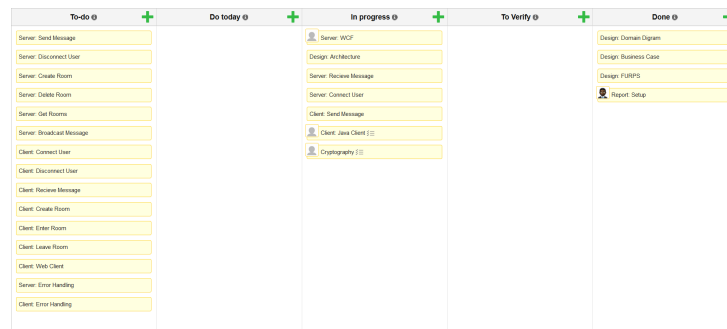 To-do
Do today
In progress
To Verify
Done
Server: Send Message
Server: Disconnect User
Server: Create Room
Server: Delete Room
Server: Get Rooms
Server: Broadcast Message
Client: Connect User
Client: Disconnect User
Client: Recieve Message
Client: Create Room
Client: Enter Room
Client: Leave Room
Client: Web Client
Server: Error Handling
Client: Error Handling
Server: WCF
Design: Architecture
Server: Recieve Message
Server: Connect User
Client: Send Message
Client: Java Client
Cryptography
Design: Domain Digram
Design: Business Case
Design: FURPS
Report: Setup